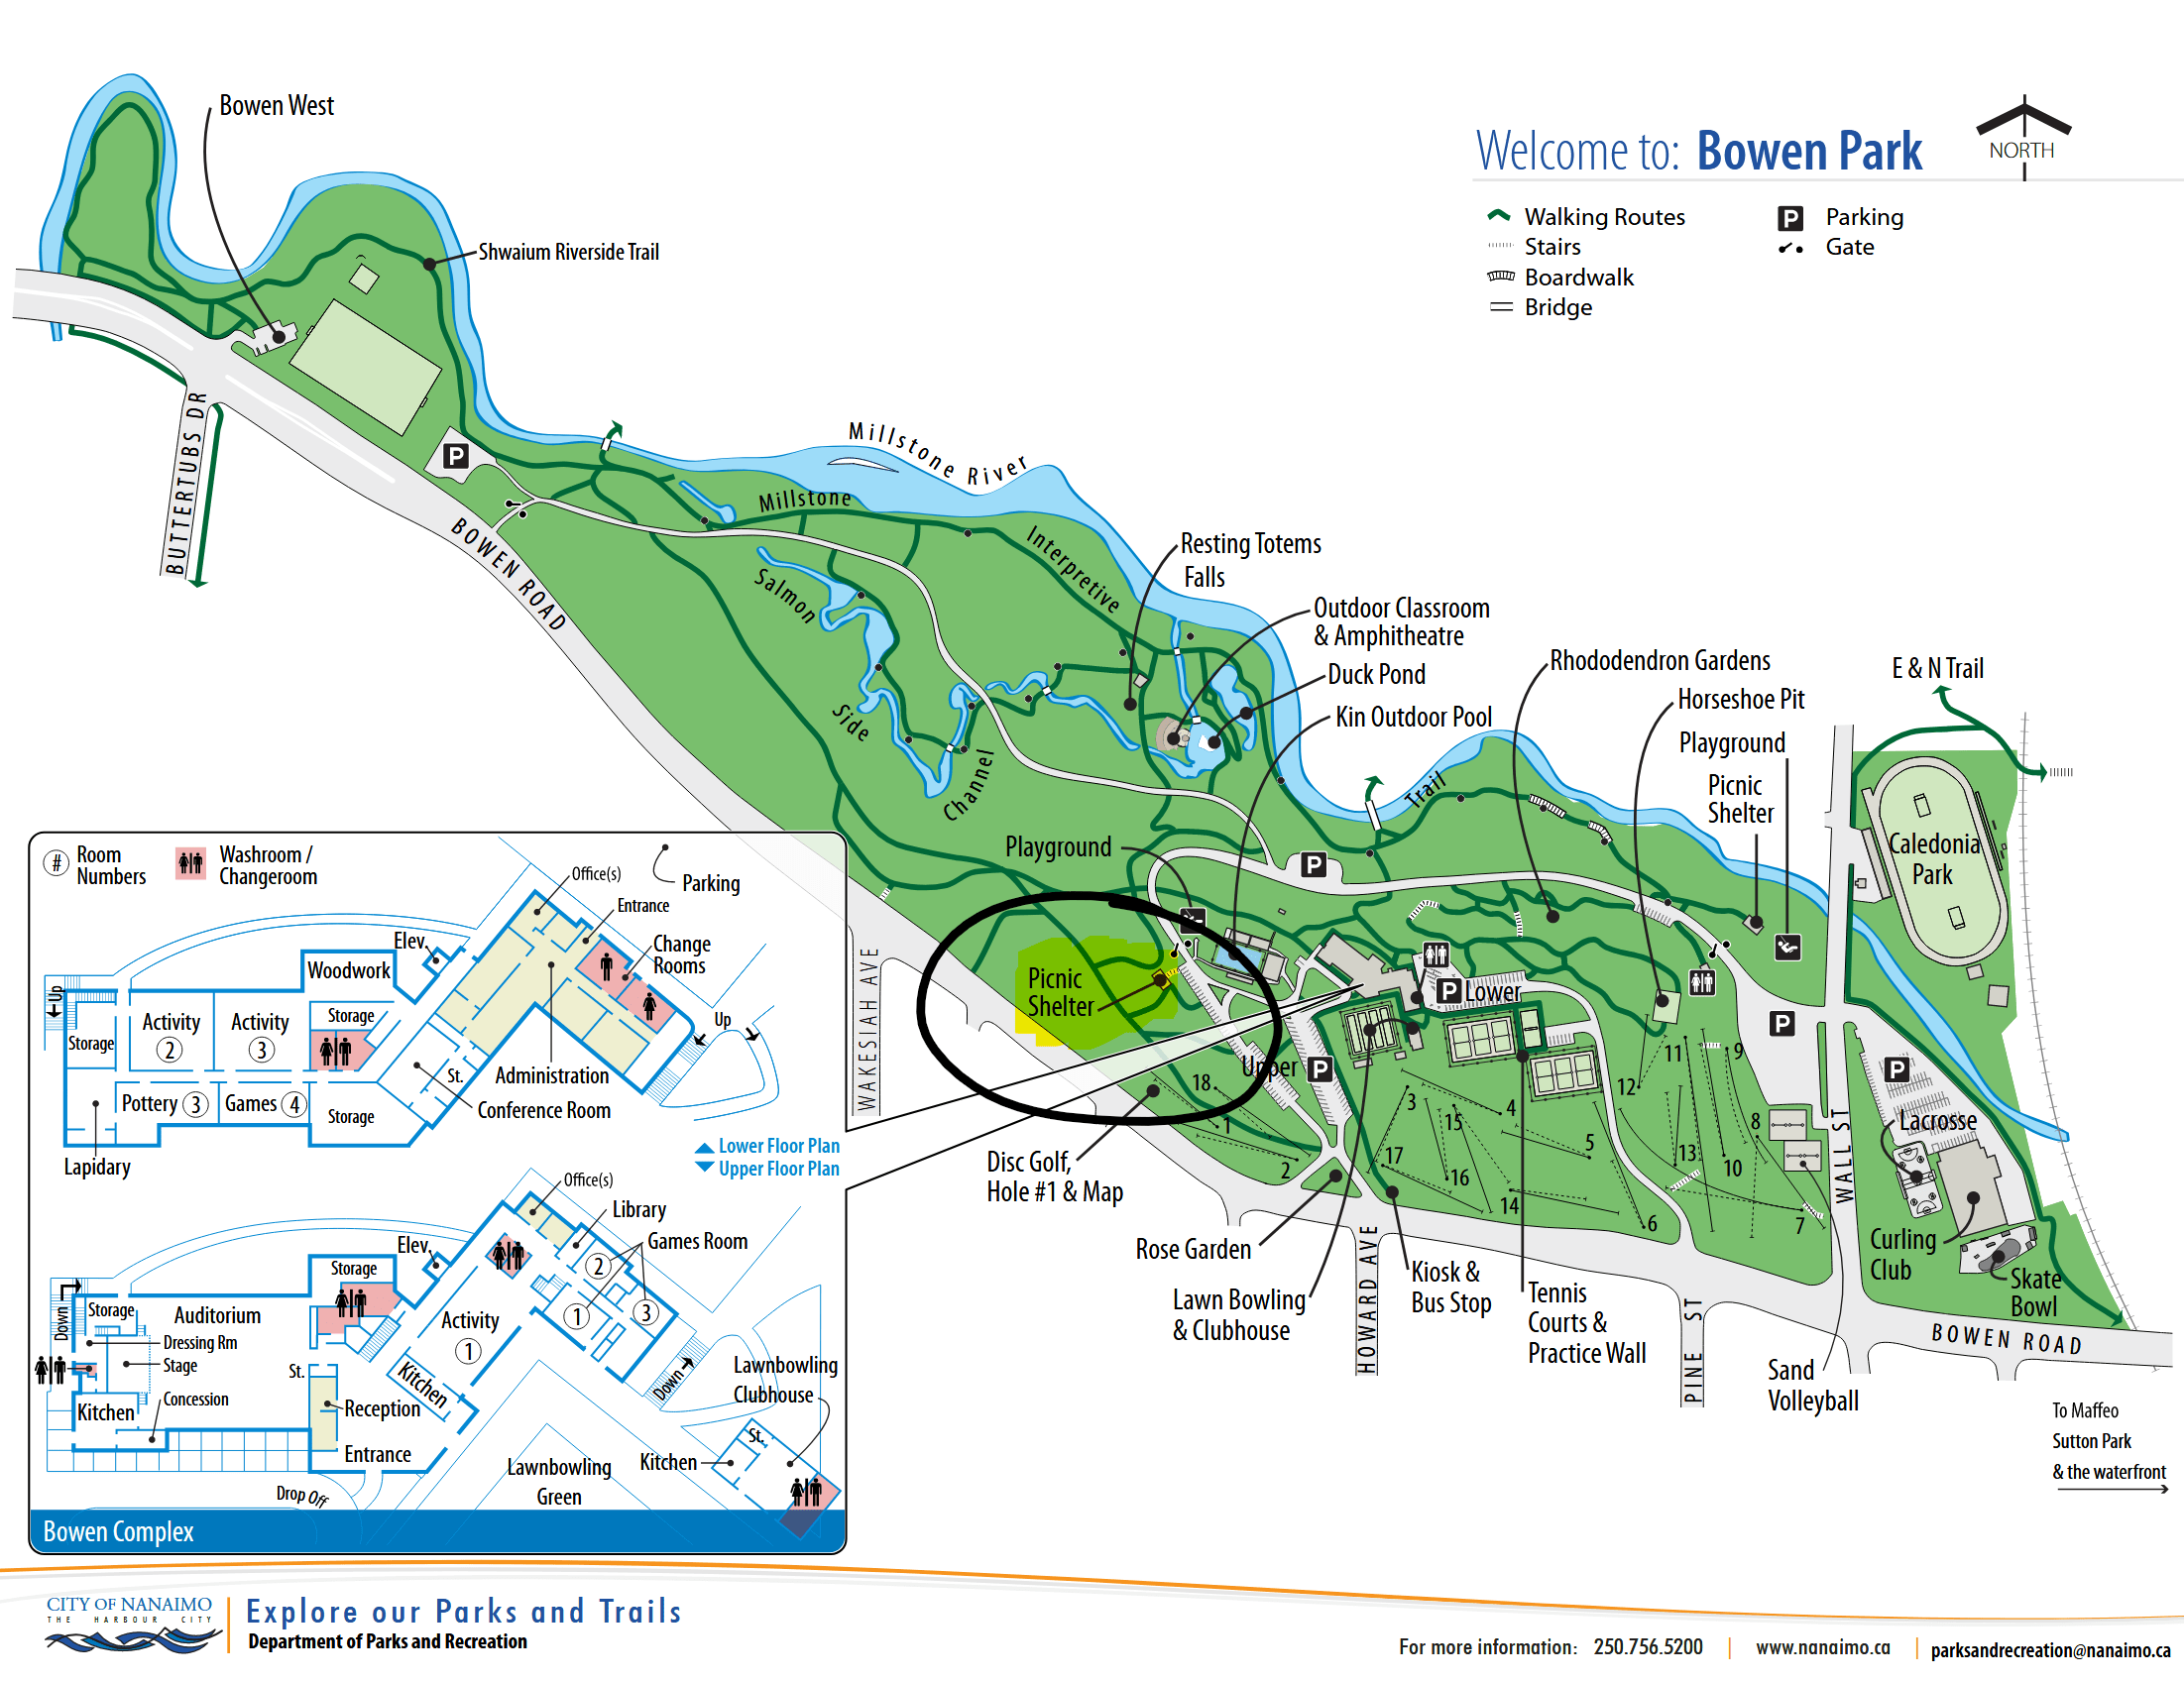 Bowen West
Shwaium Riverside Trail
Welcome to: Bowen Park
NORTH
Walking Routes
Stairs
Boardwalk
Bridge
P Parking
Gate
BUTTERTUBS DR
P
BOWEN ROAD
Millstone River
Millstone
Interpretive
Trail
Salmon
Side
Channel
Resting Totems
Falls
Outdoor Classroom
& Amphitheatre
Duck Pond
Kin Outdoor Pool
Rhododendron Gardens
Horseshoe Pit
Playground
Picnic
Shelter
E & N Trail
Caledonia
Park
Playground
P
Picnic
Shelter
WAKESIAH AVE
P Lower
Upper P
P
P
18
1
2
3
4
15
17
16
14
5
6
12
11
9
13
10
8
7
Disc Golf,
Hole #1 & Map
Rose Garden
Lawn Bowling
& Clubhouse
HOWARD AVE
Kiosk &
Bus Stop
Tennis
Courts &
Practice Wall
PINE ST
Sand
Volleyball
WALL ST
Lacrosse
Curling
Club
Skate
Bowl
BOWEN ROAD
To Maffeo
Sutton Park
& the waterfront
# Room
Numbers
Washroom /
Changeroom
Office(s)
Parking
Entrance
Change
Rooms
Elev.
Woodwork
Up
Storage
Activity
2
Activity
3
Storage
St.
Administration
Up
Pottery 3
Games 4
Storage
Conference Room
Lapidary
Lower Floor Plan
Upper Floor Plan
Office(s)
Library
Games Room
Elev.
Storage
2
1
3
Down
Storage
Auditorium
Dressing Rm
Stage
Activity
1
St.
Kitchen
Concession
Kitchen
Reception
Entrance
Drop Off
Down
Lawnbowling
Clubhouse
St.
Kitchen
Lawnbowling
Green
Bowen Complex
CITY OF NANAIMO
THE HARBOUR CITY
Explore our Parks and Trails
Department of Parks and Recreation
For more information: 250.756.5200 | www.nanaimo.ca | parksandrecreation@nanaimo.ca